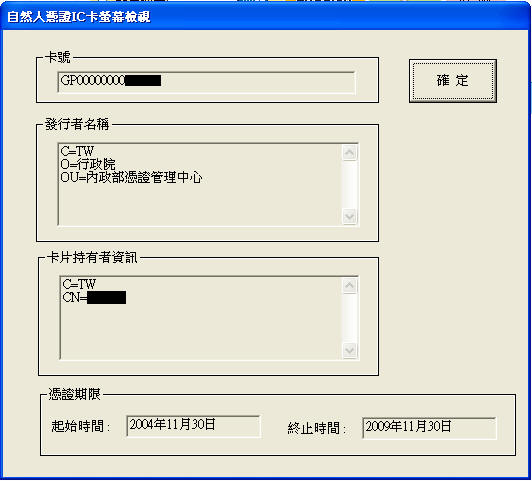 自然人憑證IC卡螢幕檢視
卡號
GP00000000
確 定
發行者名稱
C=TW
O=行政院
OU=內政部憑證管理中心
卡片持有者資訊
C=TW
CN=
憑證期限
起始時間:
2004年11月30日
終止時間:
2009年11月30日